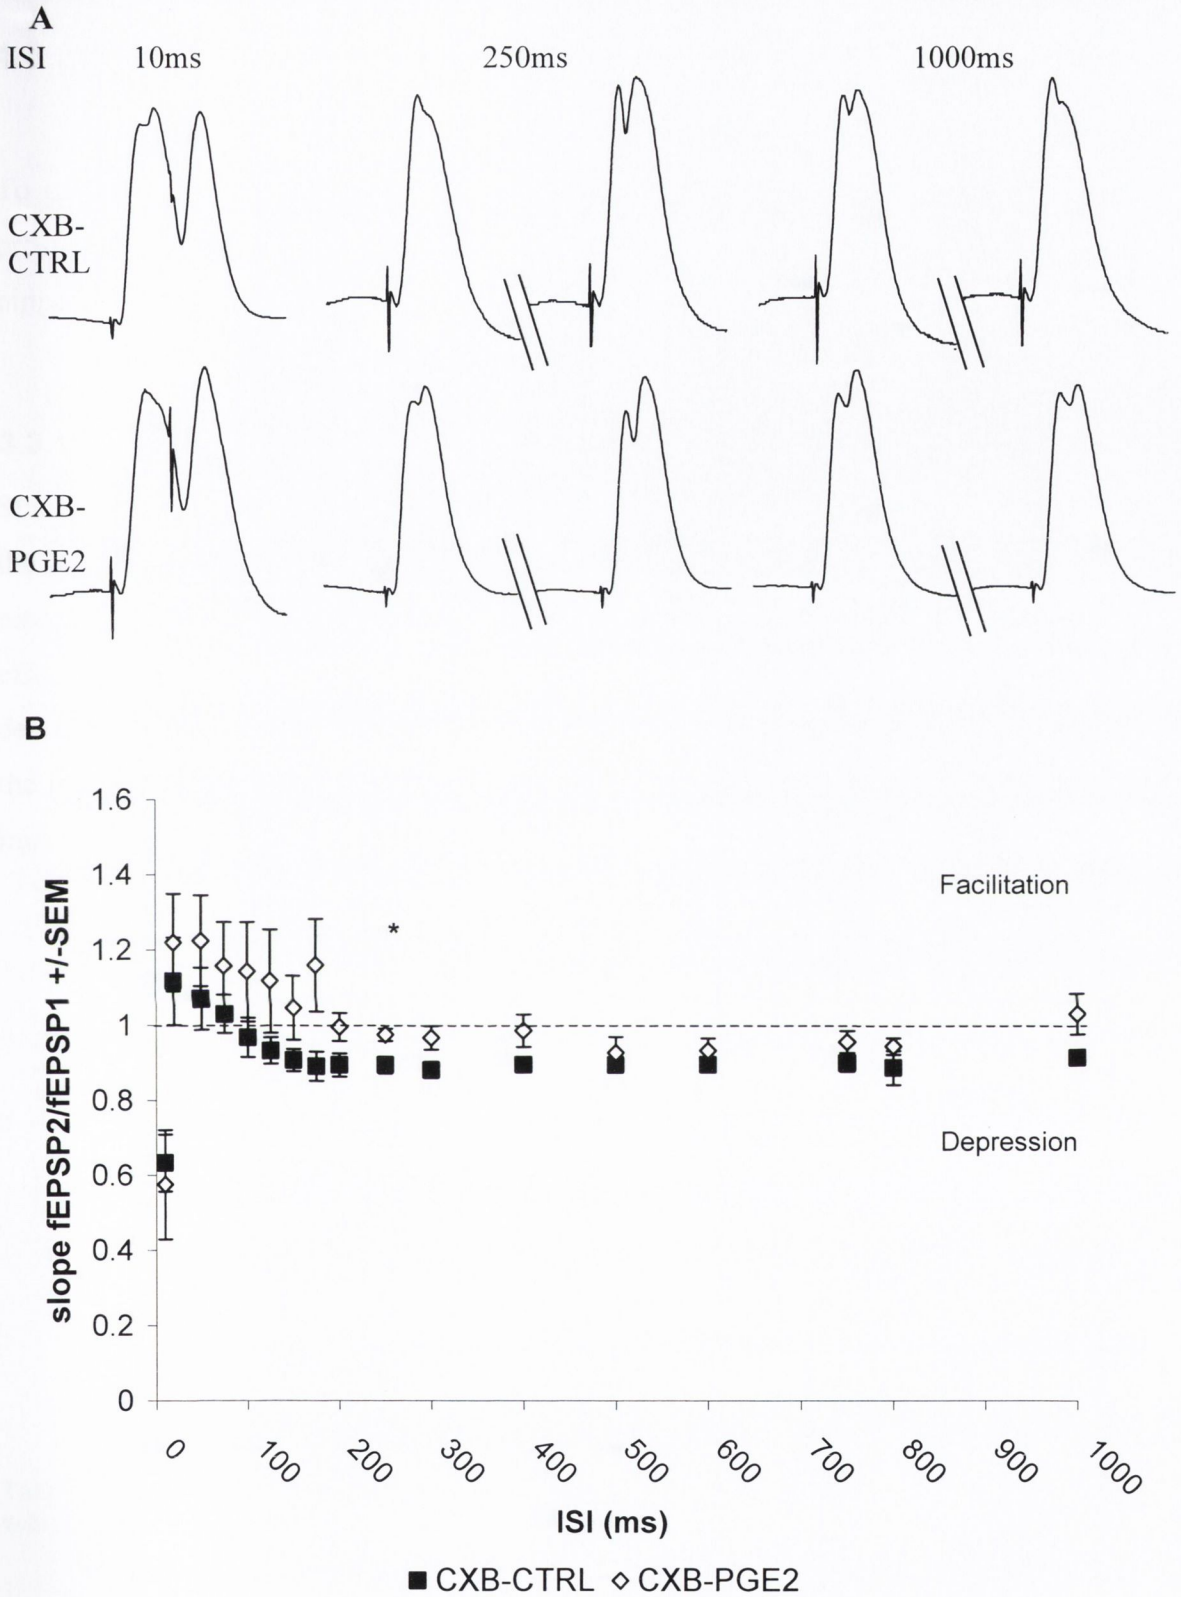 A
ISI 10ms 250ms 1000ms
CXB-
CTRL
CXB-
PGE2
B
slope fEPSP2/fEPSP1 +/-SEM
1.6
1.4
1.2
1
0.8
0.6
0.4
0.2
0
Facilitation
*
Depression
0 100 200 300 400 500 600 700 800 900 1000
ISI (ms)
CXB-CTRL CXB-PGE2